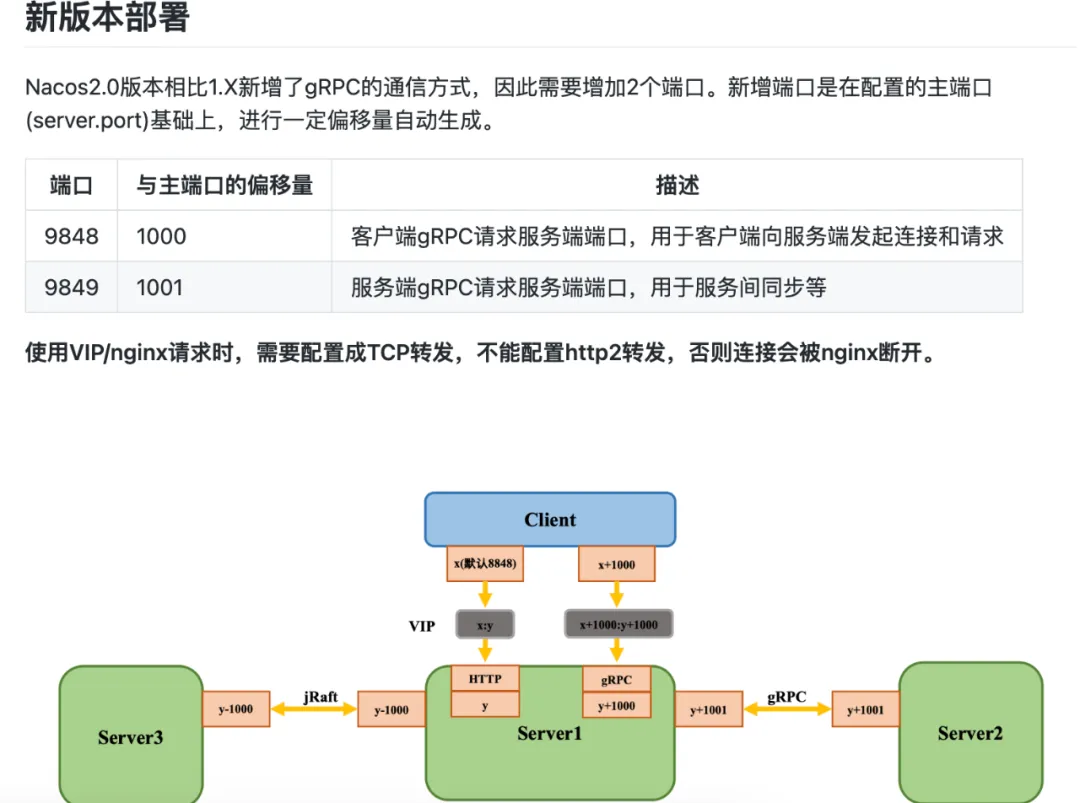 新版本部署
Nacos2.0版本相比1.X新增了gRPC的通信方式，因此需要增加2个端口。新增端口是在配置的主端口
(server.port)基础上，进行一定偏移量自动生成。
端口 与主端口的偏移量 描述
9848 1000 客户端gRPC请求服务端端口，用于客户端向服务端发起连接和请求
9849 1001 服务端gRPC请求服务端端口，用于服务间同步等
使用VIP/nginx请求时，需要配置成TCP转发，不能配置http2转发，否则连接会被nginx断开。
Client
x(默认8848) x+1000
VIP x:y x+1000:y+1000
HTTP gRPC
y y+1000
y-1000 jRaft y-1000
y+1001 gRPC y+1001
Server3 Server1 Server2